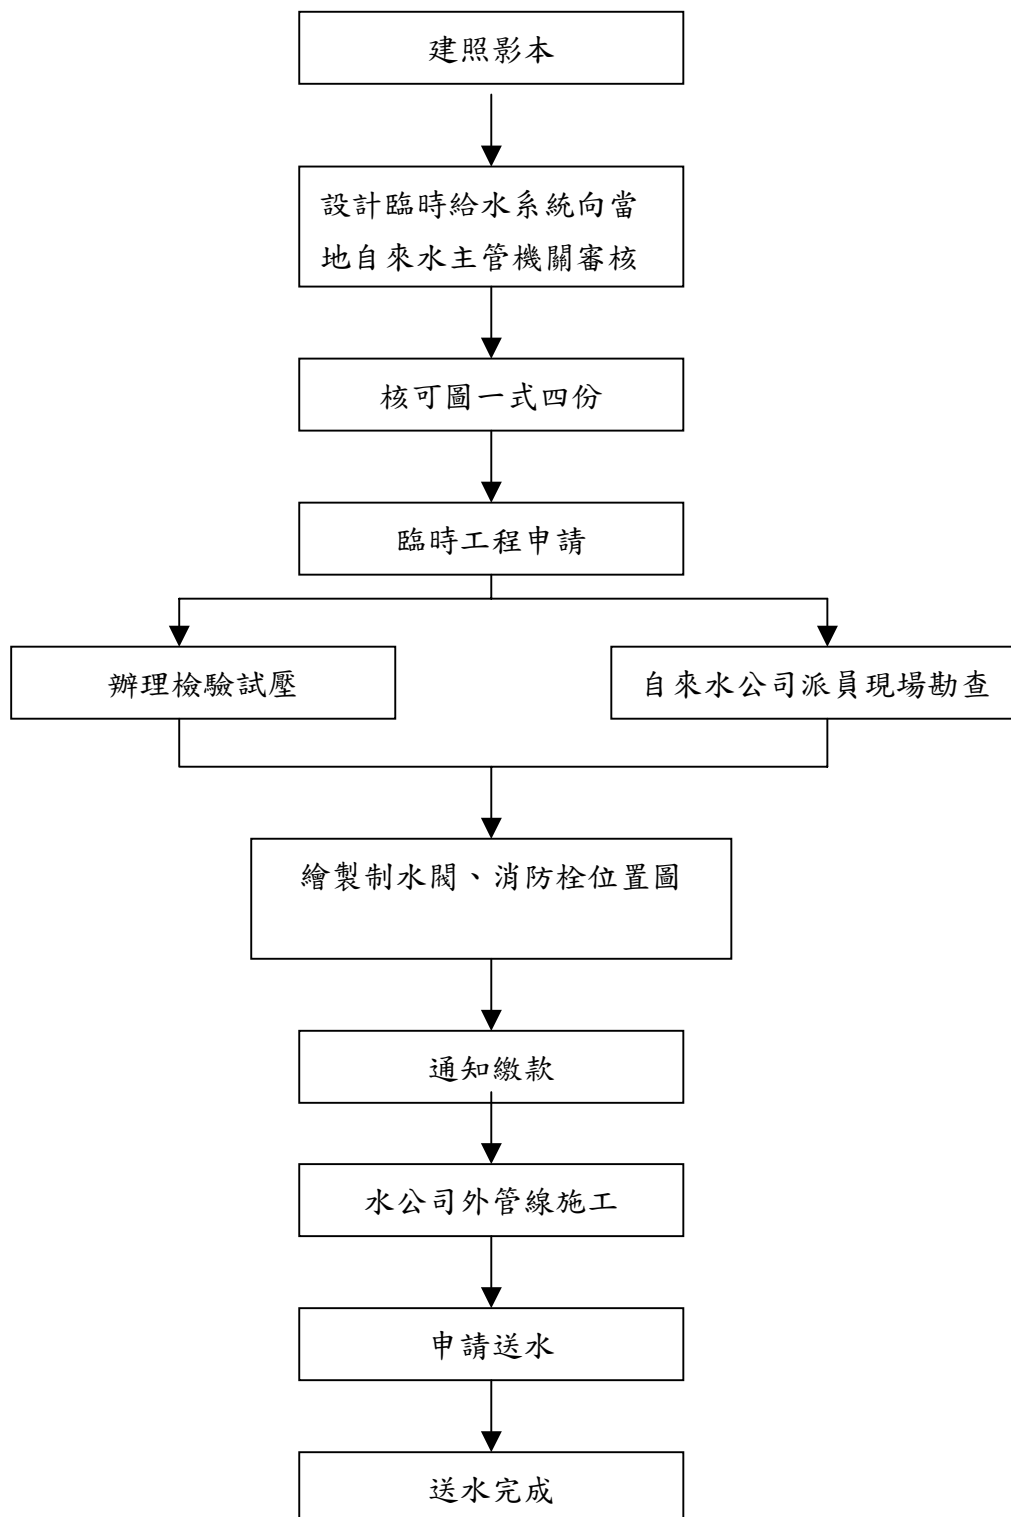 建照影本
設計臨時給水系統向當
地自來水主管機關審核
核可圖一式四份
臨時工程申請
辦理檢驗試壓
自來水公司派員現場勘查
繪製制水閥、消防栓位置圖
通知繳款
水公司外管線施工
申請送水
送水完成